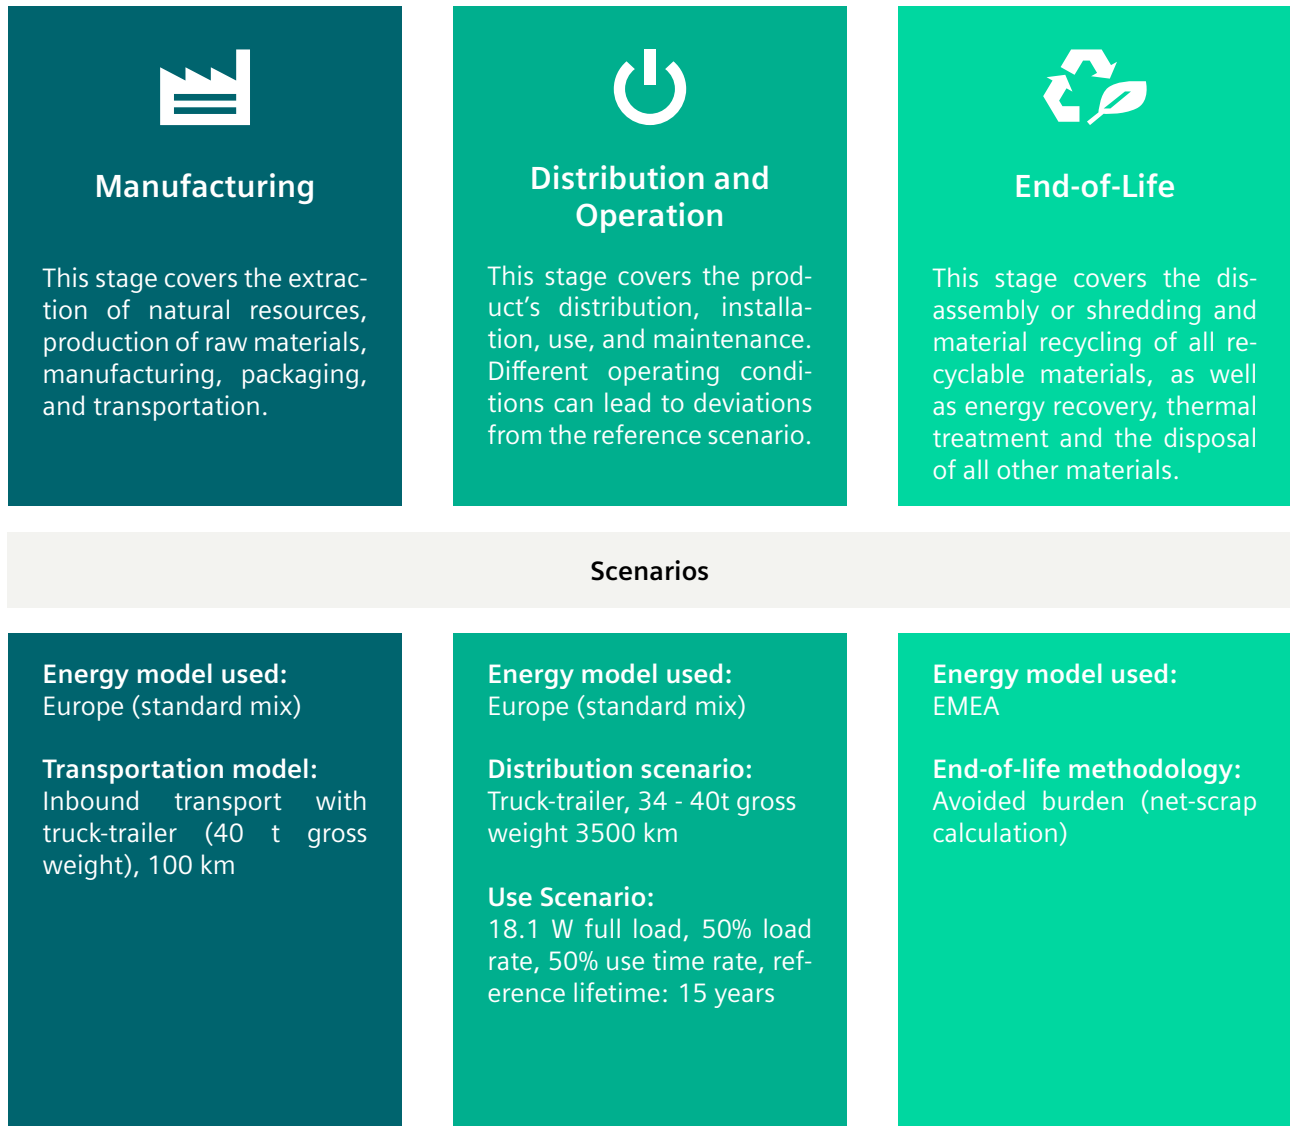 Manufacturing
This stage covers the extrac-
tion of natural resources,
production of raw materials,
manufacturing, packaging,
and transportation.
Distribution and
Operation
This stage covers the prod-
uct's distribution, installa-
tion, use, and maintenance.
Different operating condi-
tions can lead to deviations
from the reference scenario.
End-of-Life
This stage covers the dis-
assembly or shredding and
material recycling of all re-
cyclable materials, as well
as energy recovery, thermal
treatment and the disposal
of all other materials.
Scenarios
Energy model used:
Europe (standard mix)
Transportation model:
Inbound transport with
truck-trailer (40 t gross
weight), 100 km
Energy model used:
Europe (standard mix)
Distribution scenario:
Truck-trailer, 34 - 40t gross
weight 3500 km
Use Scenario:
18.1 W full load, 50% load
rate, 50% use time rate, ref-
erence lifetime: 15 years
Energy model used:
EMEA
End-of-life methodology:
Avoided burden (net-scrap
calculation)